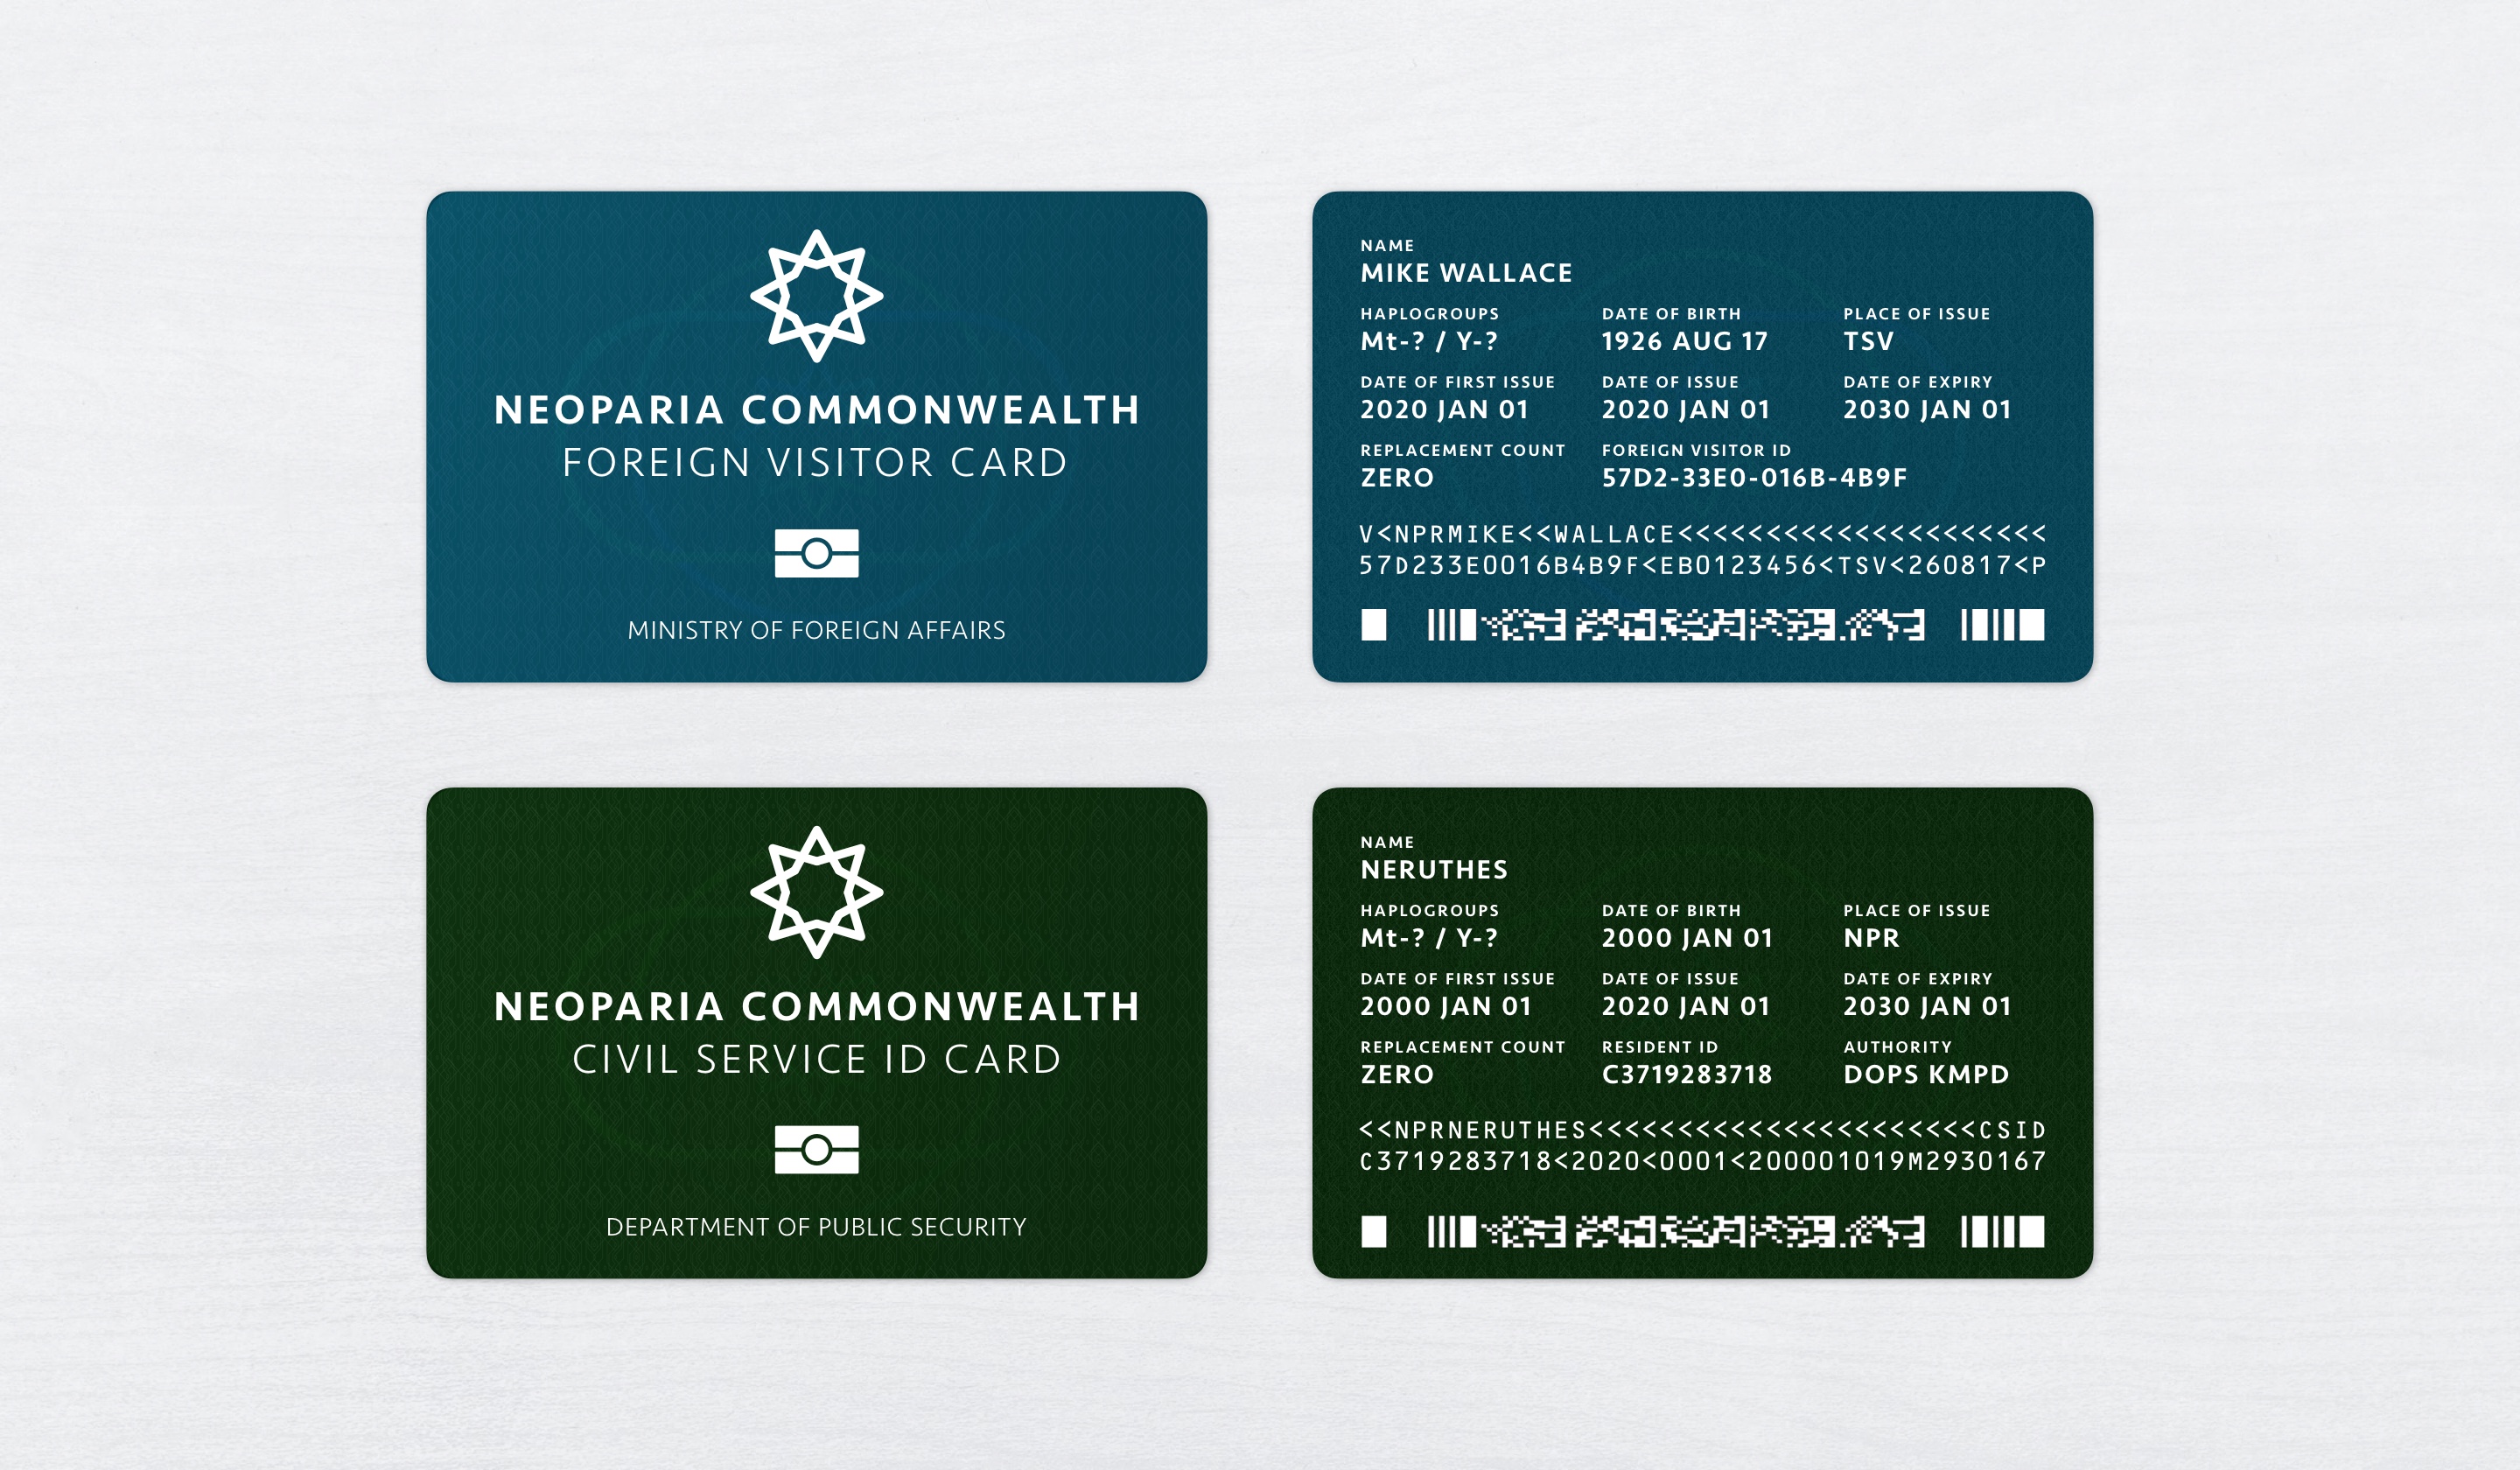 NEOPARIA COMMONWEALTH
FOREIGN VISITOR CARD
MINISTRY OF FOREIGN AFFAIRS
NAME
MIKE WALLACE
HAPLOGROUPS DATE OF BIRTH PLACE OF ISSUE
Mt-? / Y-? 1926 AUG 17 TSV
DATE OF FIRST ISSUE DATE OF ISSUE DATE OF EXPIRY
2020 JAN 01 2020 JAN 01 2030 JAN 01
REPLACEMENT COUNT FOREIGN VISITOR ID
ZERO 57D2-33E0-016B-4B9F
V<NPRMIKE<<WALLACE<<<<<<<<<<<<<<<<<<<<<
57D233E0016B4B9F<EB0123456<TSV<260817<P
NEOPARIA COMMONWEALTH
CIVIL SERVICE ID CARD
DEPARTMENT OF PUBLIC SECURITY
NAME
NERUTHES
HAPLOGROUPS DATE OF BIRTH PLACE OF ISSUE
Mt-? / Y-? 2000 JAN 01 NPR
DATE OF FIRST ISSUE DATE OF ISSUE DATE OF EXPIRY
2000 JAN 01 2020 JAN 01 2030 JAN 01
REPLACEMENT COUNT RESIDENT ID AUTHORITY
ZERO C3719283718 DOPS KMPD
<<NPRNERUTHES<<<<<<<<<<<<<<<<<<<<<<CSID
C3719283718<2020<0001<200001019M2930167